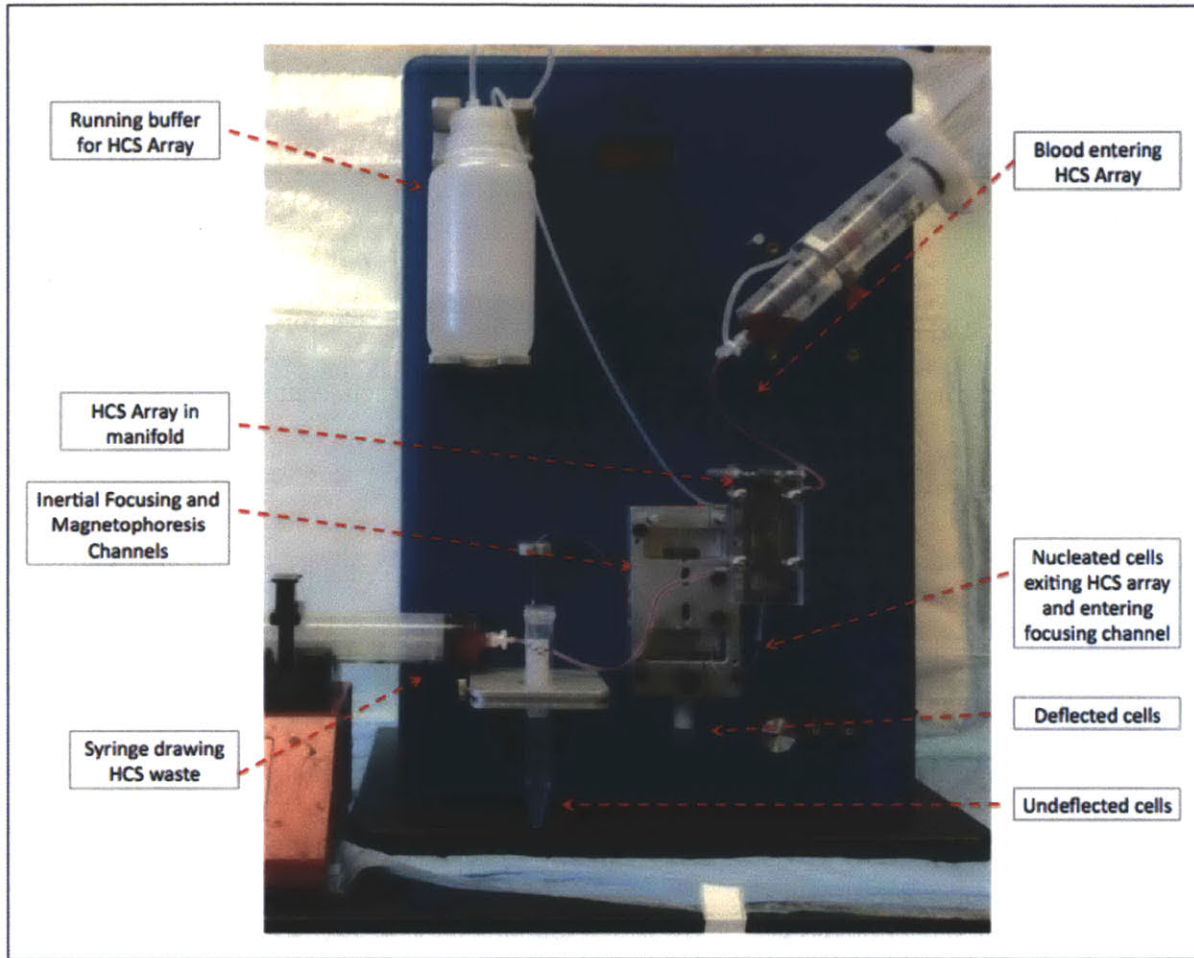 Running buffer
for HCS Array
Blood entering
HCS Array
HCS Array in
manifold
Inertial Focusing and
Magnetophoresis
Channels
Nucleated cells
exiting HCS array
and entering
focusing channel
Deflected cells
Syringe drawing
HCS waste
Undeflected cells